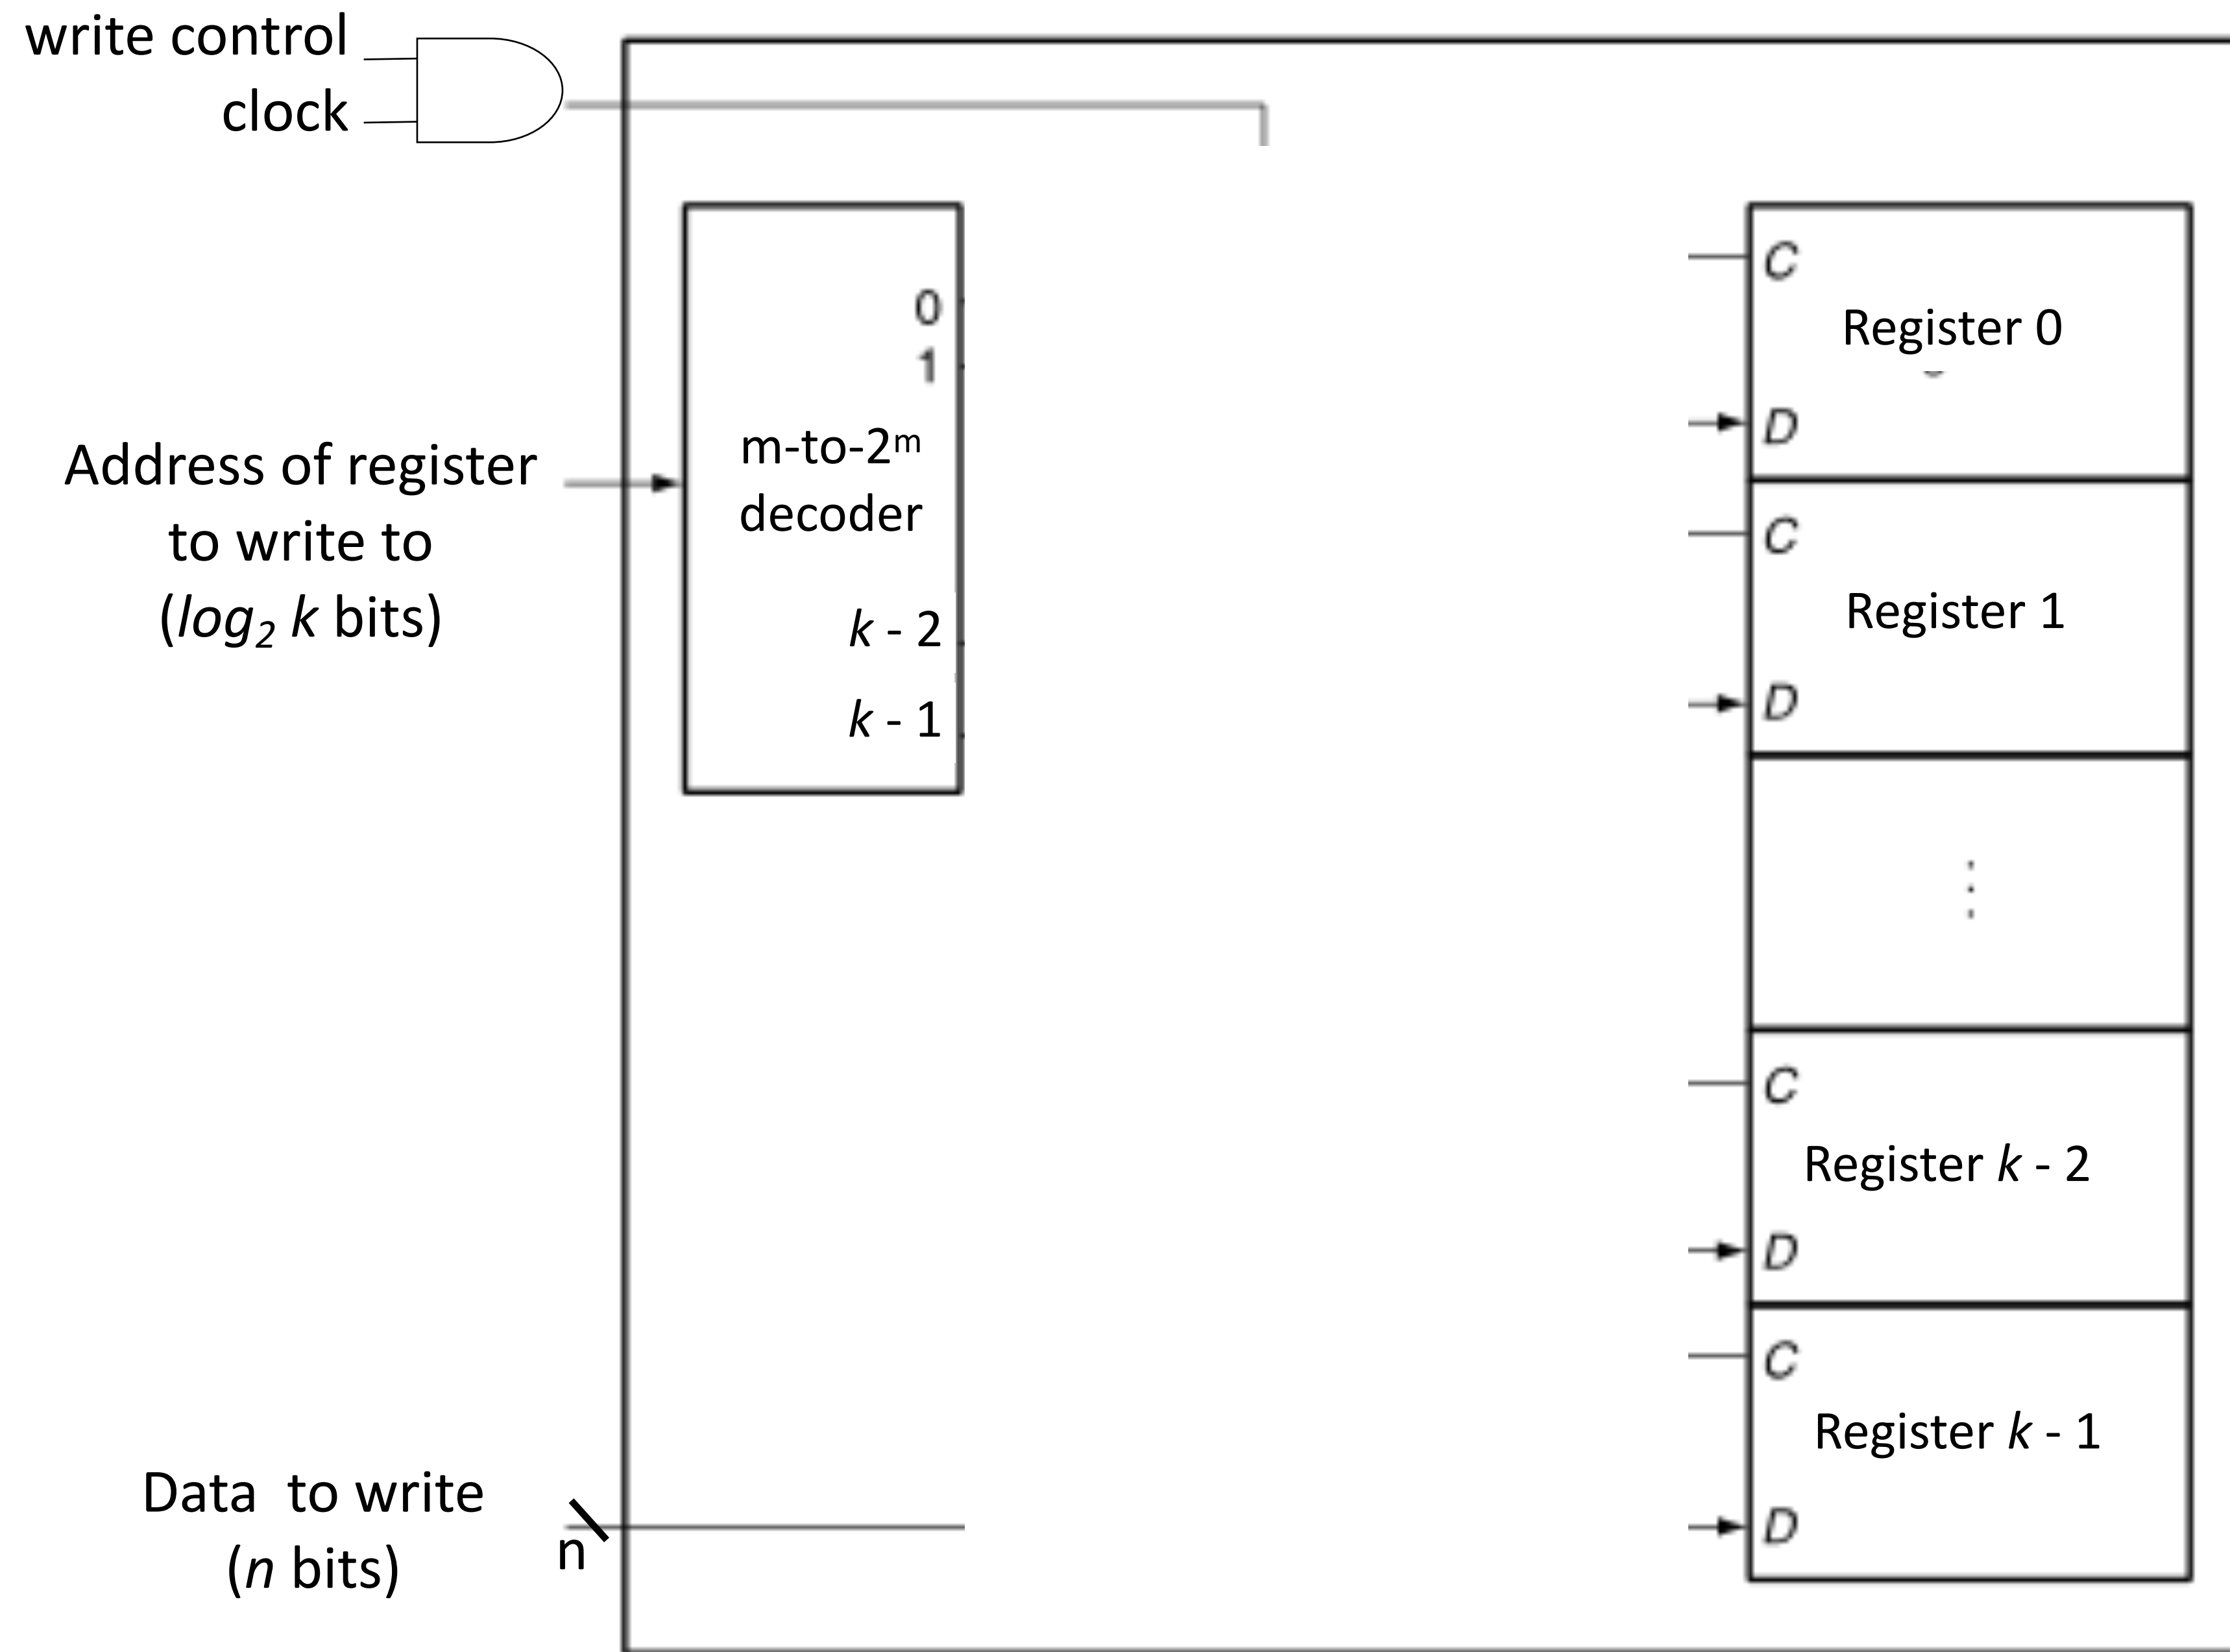 write control
clock
Address of register
to write to
(log₂ k bits)
Data to write
(n bits)
n
0
1
m-to-2ᵐ
decoder
k - 2
k - 1
C
Register 0
D
C
Register 1
D
⋮
C
Register k - 2
D
C
Register k - 1
D